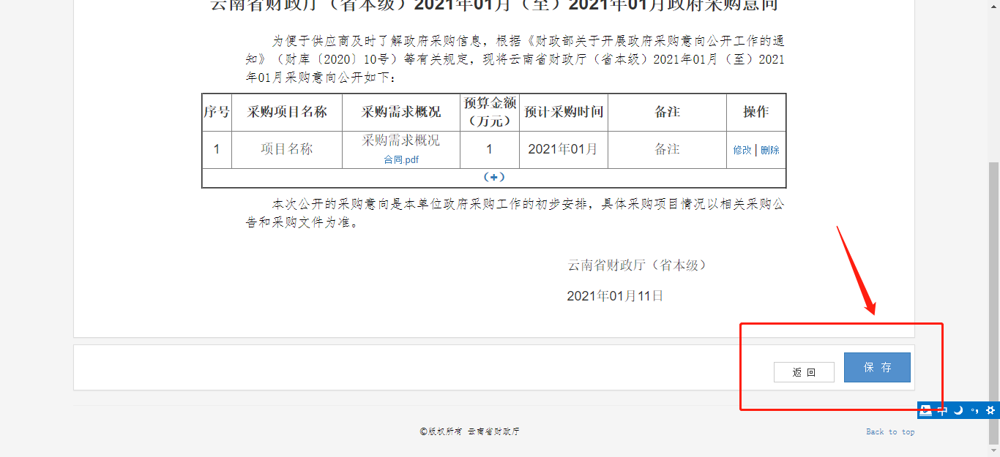 云南省财政厅（省本级）2021年01月（至）2021年01月政府采购意向
为便于供应商及时了解政府采购信息，根据《财政部关于开展政府采购意向公开工作的通
知》（财库〔2020〕10号）等有关规定，现将云南省财政厅（省本级）2021年01月（至）2021
年01月采购意向公开如下：
序号 采购项目名称 采购需求概况 预算金额 预计采购时间 备注 操作
（万元）
1 项目名称 采购需求概况 1 2021年01月 备注 修改 | 删除
合同.pdf
（+）
本次公开的采购意向是本单位政府采购工作的初步安排，具体采购项目情况以相关采购公
告和采购文件为准。
云南省财政厅（省本级）
2021年01月11日
返 回 保 存
中
©版权所有 云南省财政厅 Back to top